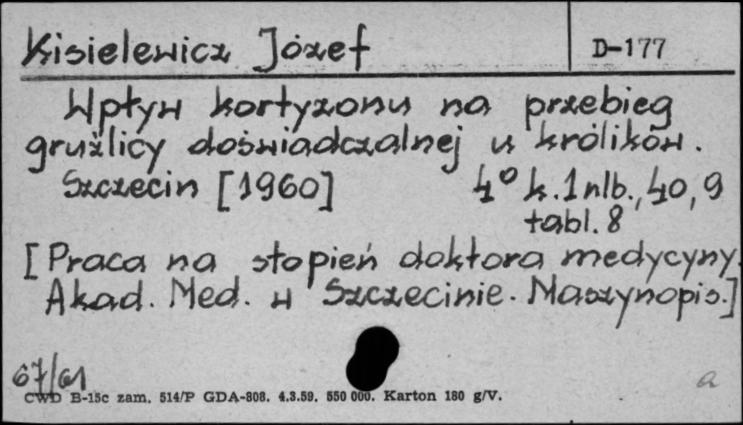 Kisielewicz Józef D-177
Wpływ kortyzonu na przebieg
gruźlicy doświadczalnej u królików.
Szczecin [1960] 4° k.1nlb., 40, 9
tabl. 8
[Praca na stopień doktora medycyny.
Akad. Med. w Szczecinie. Maszynopis.]
67/61 a
CWD B-15c zam. 514/P GDA-808. 4.3.59. 550 000. Karton 180 g/V.